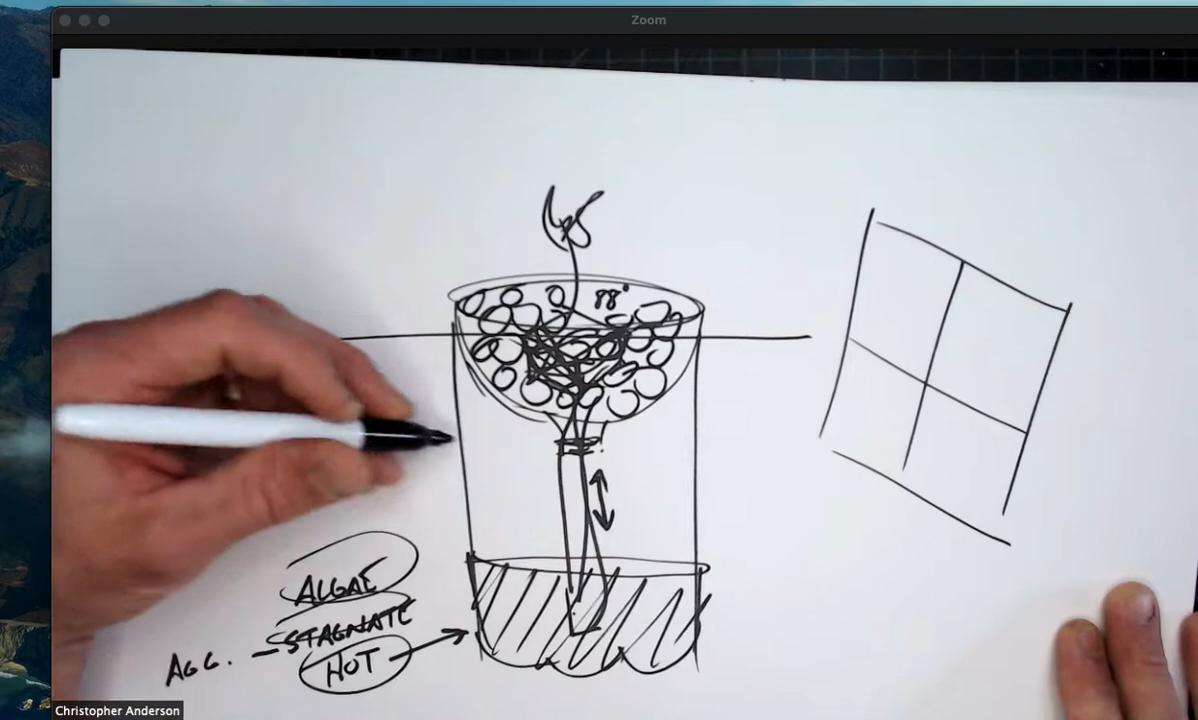 Zoom
88°
ALGAE
STAGNATE
AGG. – HOT
Christopher Anderson